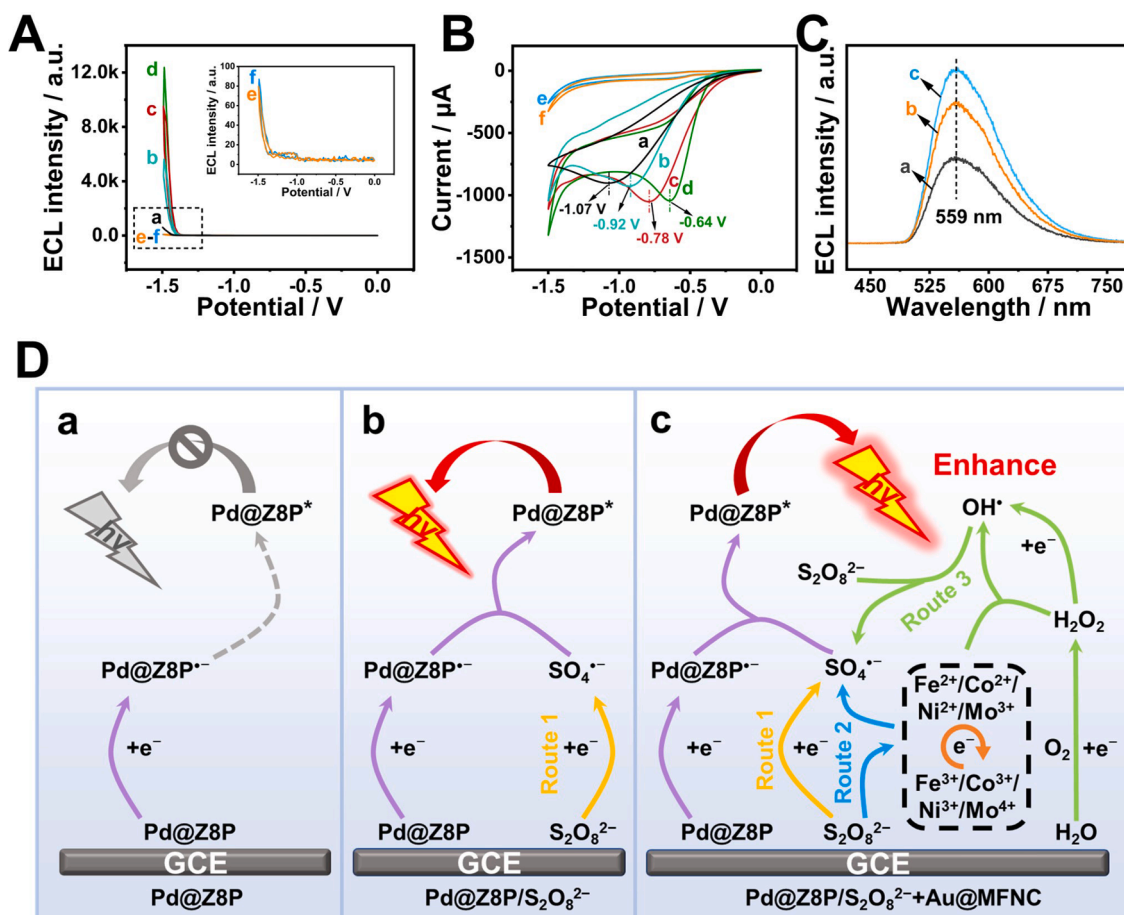 A
ECL intensity / a.u.
12.0k
9.0k
6.0k
3.0k
0.0
d
c
b
a
e-f
-1.5
-1.0
-0.5
0.0
Potential / V
ECL intensity / a.u.
100
80
60
40
20
0
f
e
-1.5
-1.0
-0.5
0.0
Potential / V
B
Current / µA
0
-500
-1000
-1500
e
f
a
b
c
d
-1.07 V
-0.92 V
-0.78 V
-0.64 V
-1.5
-1.0
-0.5
0.0
Potential / V
C
ECL intensity / a.u.
c
b
a
559 nm
450
525
600
675
750
Wavelength / nm
D
a
hν
Pd@Z8P*
Pd@Z8P•−
+e−
Pd@Z8P
GCE
Pd@Z8P
b
hν
Pd@Z8P*
Pd@Z8P•−
SO₄•−
+e−
Route 1
+e−
Pd@Z8P
S₂O₈²⁻
GCE
Pd@Z8P/S₂O₈²⁻
c
hν
Enhance
Pd@Z8P*
OH•
+e−
S₂O₈²⁻
Route 3
H₂O₂
Pd@Z8P•−
SO₄•−
Fe²⁺/Co²⁺/
Ni²⁺/Mo³⁺
e−
Fe³⁺/Co³⁺/
Ni³⁺/Mo⁴⁺
+e−
Route 1
+e−
Route 2
O₂
+e−
Pd@Z8P
S₂O₈²⁻
H₂O
GCE
Pd@Z8P/S₂O₈²⁻+Au@MFNC